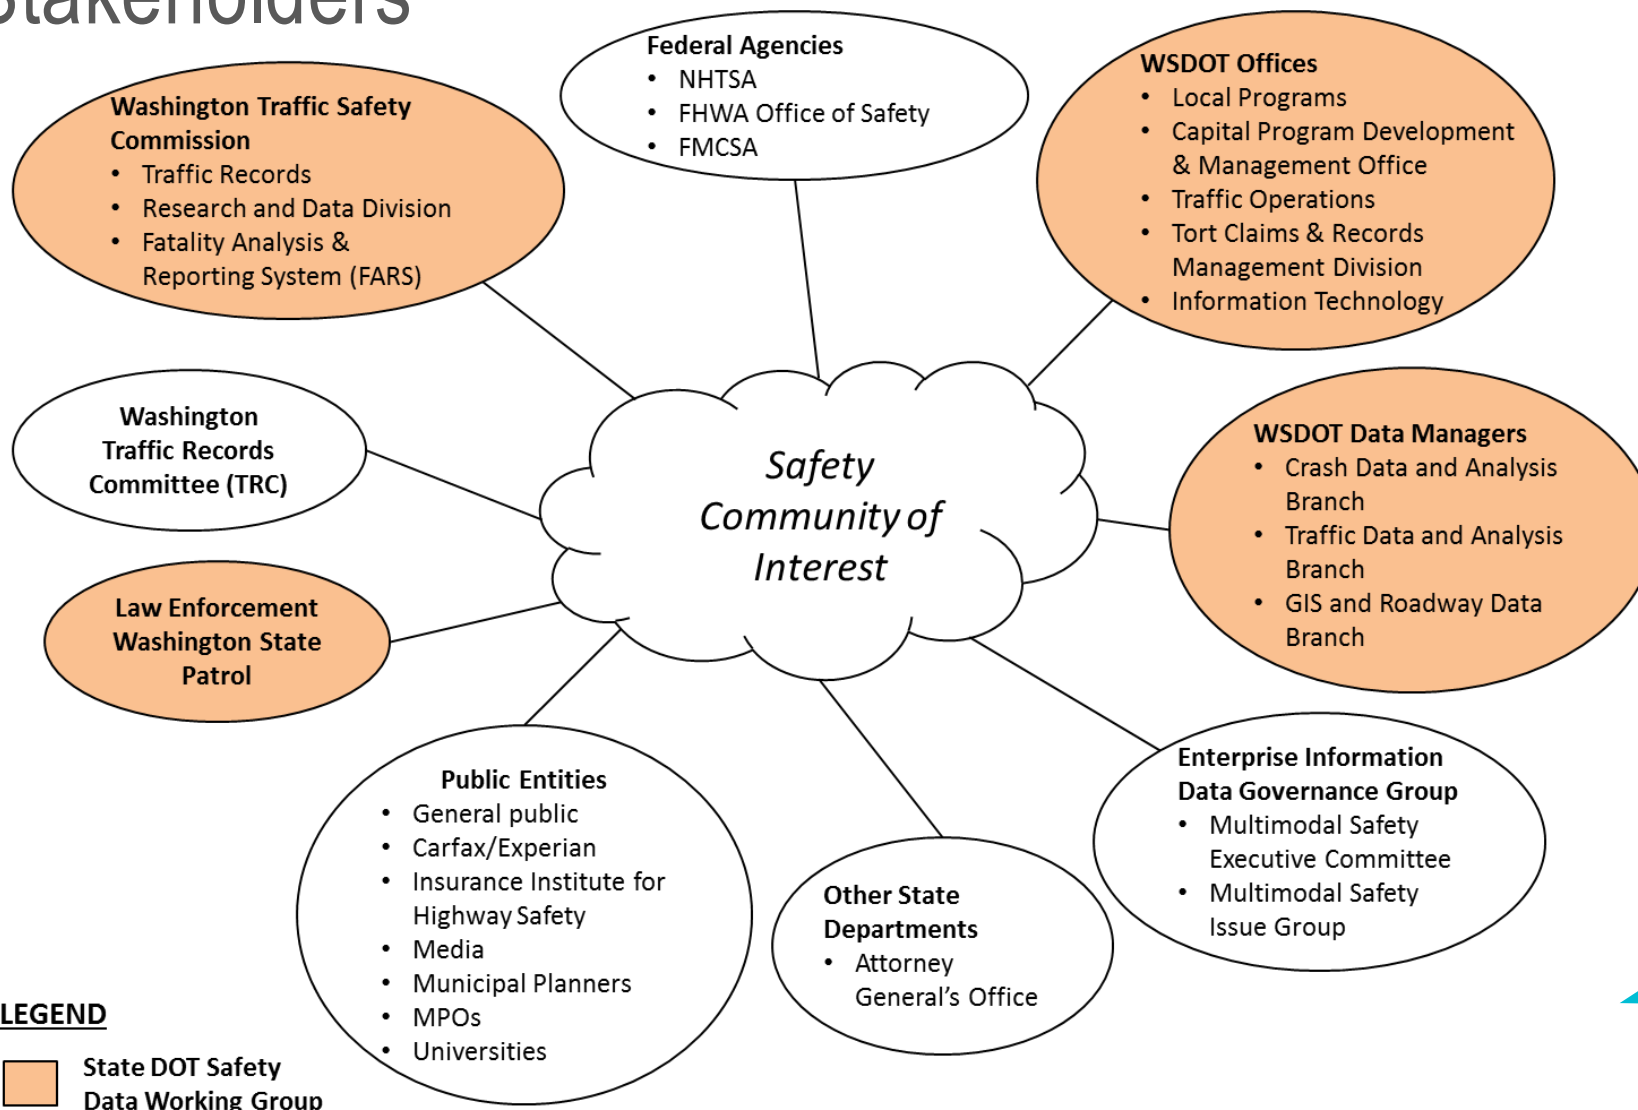 Stakeholders
Federal Agencies
• NHTSA
• FHWA Office of Safety
• FMCSA
WSDOT Offices
• Local Programs
• Capital Program Development
& Management Office
• Traffic Operations
• Tort Claims & Records
Management Division
• Information Technology
Washington Traffic Safety
Commission
• Traffic Records
• Research and Data Division
• Fatality Analysis &
Reporting System (FARS)
Washington
Traffic Records
Committee (TRC)
Safety
Community of
Interest
WSDOT Data Managers
• Crash Data and Analysis
Branch
• Traffic Data and Analysis
Branch
• GIS and Roadway Data
Branch
Law Enforcement
Washington State
Patrol
Public Entities
• General public
• Carfax/Experian
• Insurance Institute for
Highway Safety
• Media
• Municipal Planners
• MPOs
• Universities
Other State
Departments
• Attorney
General's Office
Enterprise Information
Data Governance Group
• Multimodal Safety
Executive Committee
• Multimodal Safety
Issue Group
LEGEND
State DOT Safety
Data Working Group